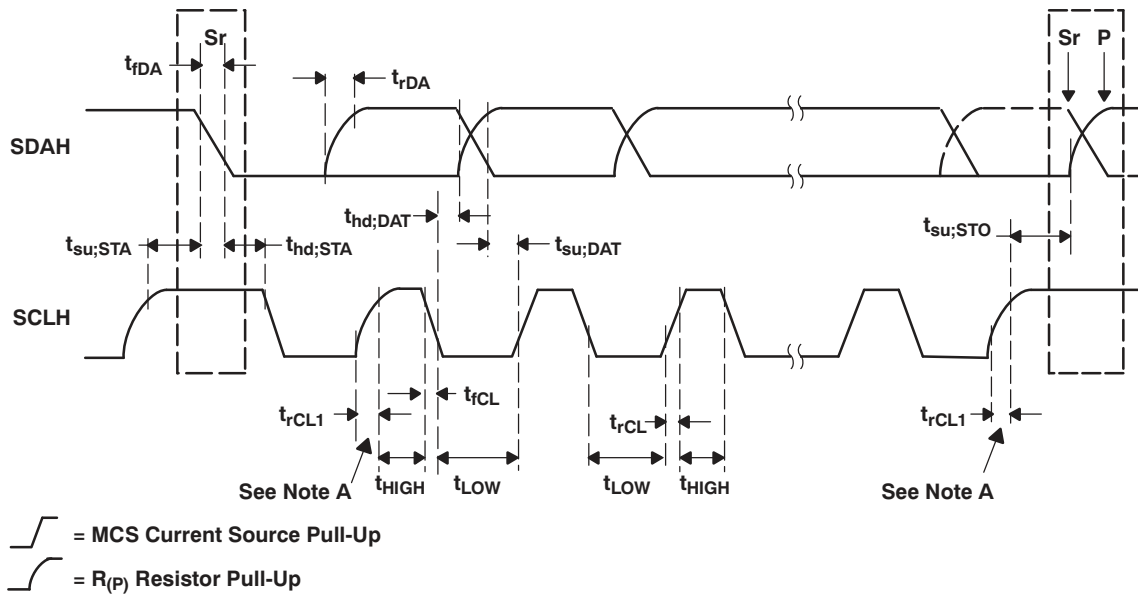 Sr
Sr P
tfDA
trDA
SDAH
thd;DAT
tsu;STA
thd;STA
tsu;DAT
tsu;STO
SCLH
tfCL
trCL1
trCL
trCL1
See Note A
tHIGH
tLOW
tLOW
tHIGH
See Note A
= MCS Current Source Pull-Up
= R(P) Resistor Pull-Up